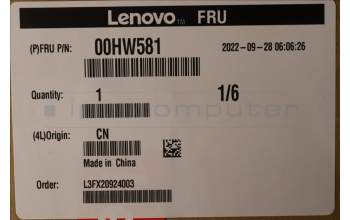 Lenovo™ FRU
(P)FRU P/N: 00HW581 2022-09-28 06:06:26
Quantity: 1 1/6
(4L)Origin: CN
Made in China
Order: L3FX20924003